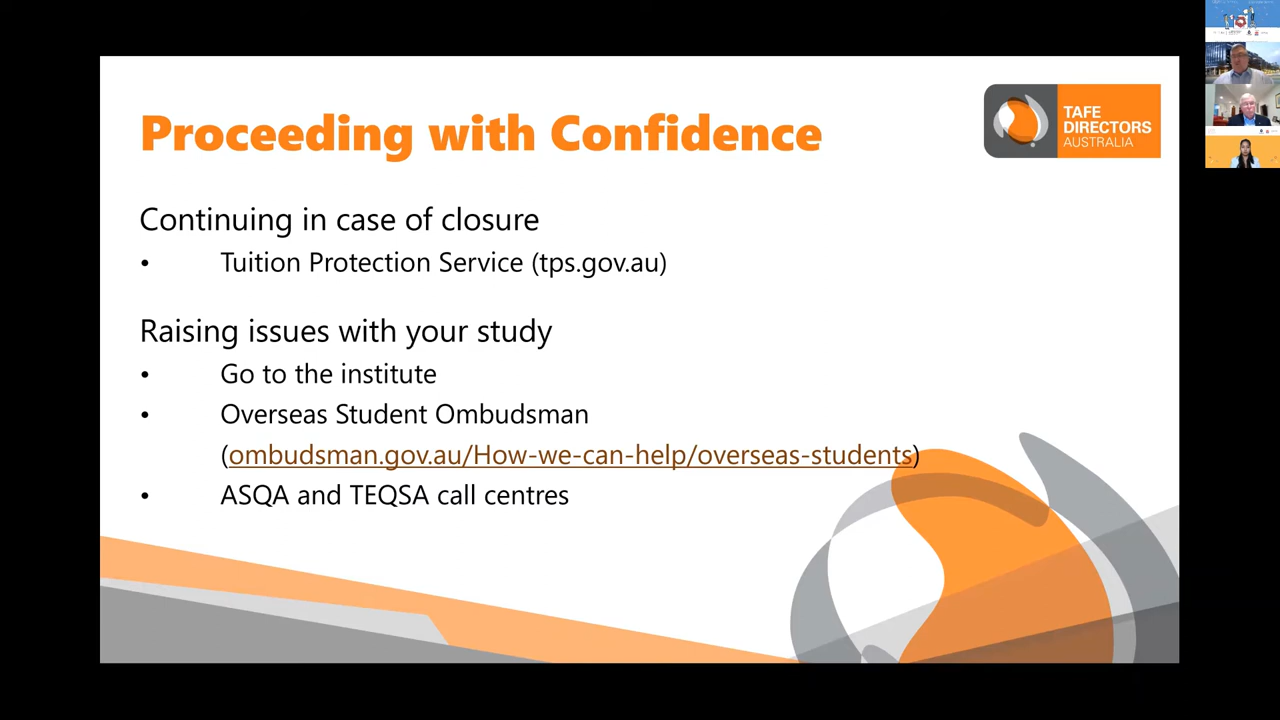 Proceeding with Confidence
TAFE
DIRECTORS
AUSTRALIA
Continuing in case of closure
• Tuition Protection Service (tps.gov.au)
Raising issues with your study
• Go to the institute
• Overseas Student Ombudsman
(ombudsman.gov.au/How-we-can-help/overseas-students)
• ASQA and TEQSA call centres